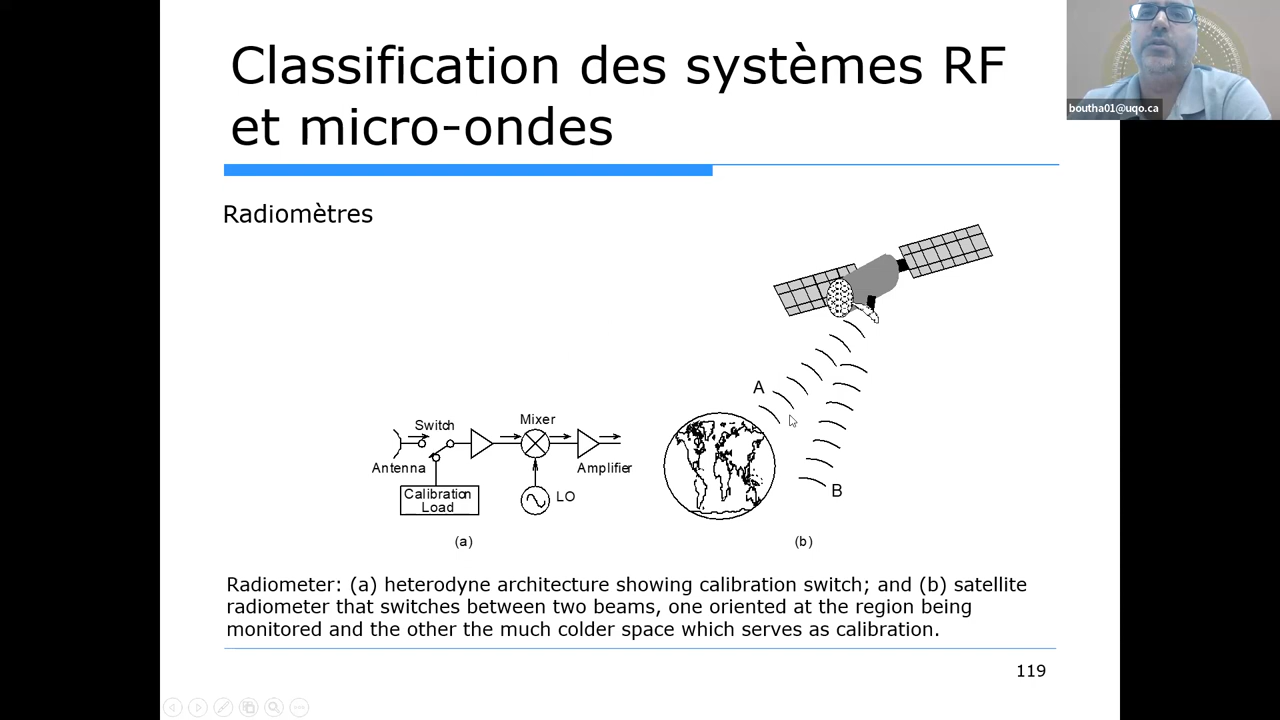 Classification des systèmes RF
et micro-ondes
boutha01@uqo.ca
Radiomètres
A
B
Switch
Mixer
Antenna
Amplifier
Calibration
Load
LO
(a)
(b)
Radiometer: (a) heterodyne architecture showing calibration switch; and (b) satellite
radiometer that switches between two beams, one oriented at the region being
monitored and the other the much colder space which serves as calibration.
119